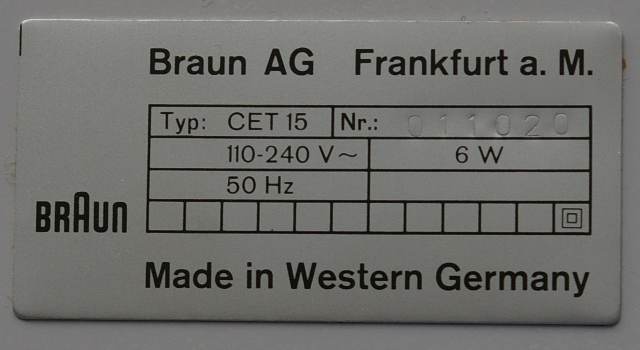 Braun AG Frankfurt a. M.
Typ: CET 15 Nr.: 011020
110-240 V~ 6 W
50 Hz
BRAUN
Made in Western Germany